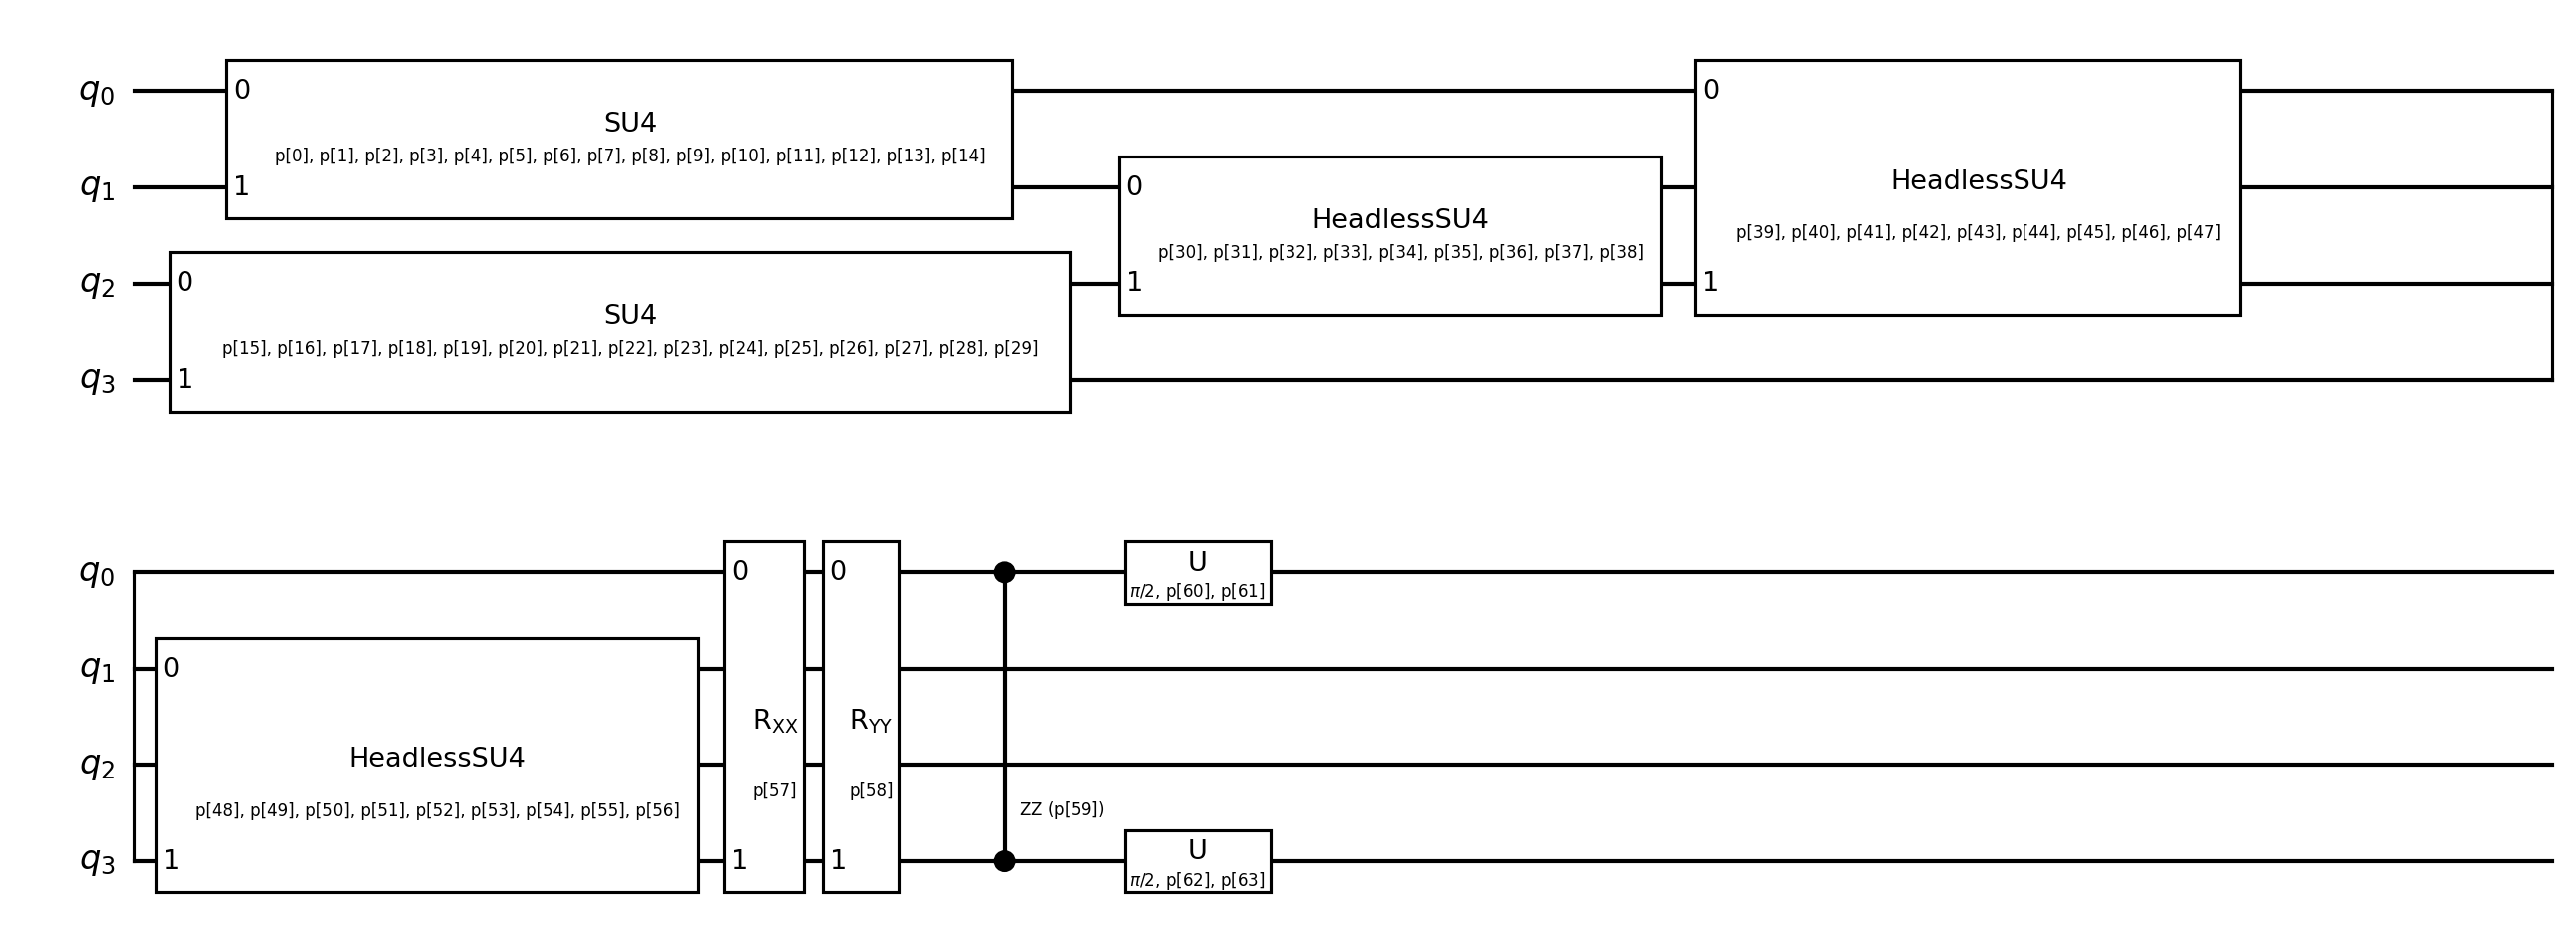 q0
0
SU4
p[0], p[1], p[2], p[3], p[4], p[5], p[6], p[7], p[8], p[9], p[10], p[11], p[12], p[13], p[14]
q1
1
0
HeadlessSU4
p[30], p[31], p[32], p[33], p[34], p[35], p[36], p[37], p[38]
1
0
HeadlessSU4
p[39], p[40], p[41], p[42], p[43], p[44], p[45], p[46], p[47]
1
q2
0
SU4
p[15], p[16], p[17], p[18], p[19], p[20], p[21], p[22], p[23], p[24], p[25], p[26], p[27], p[28], p[29]
q3
1
q0
0
0
U
π/2, p[60], p[61]
q1
0
RXX
RYY
q2
HeadlessSU4
p[57]
p[58]
p[48], p[49], p[50], p[51], p[52], p[53], p[54], p[55], p[56]
ZZ (p[59])
q3
1
1
1
U
π/2, p[62], p[63]